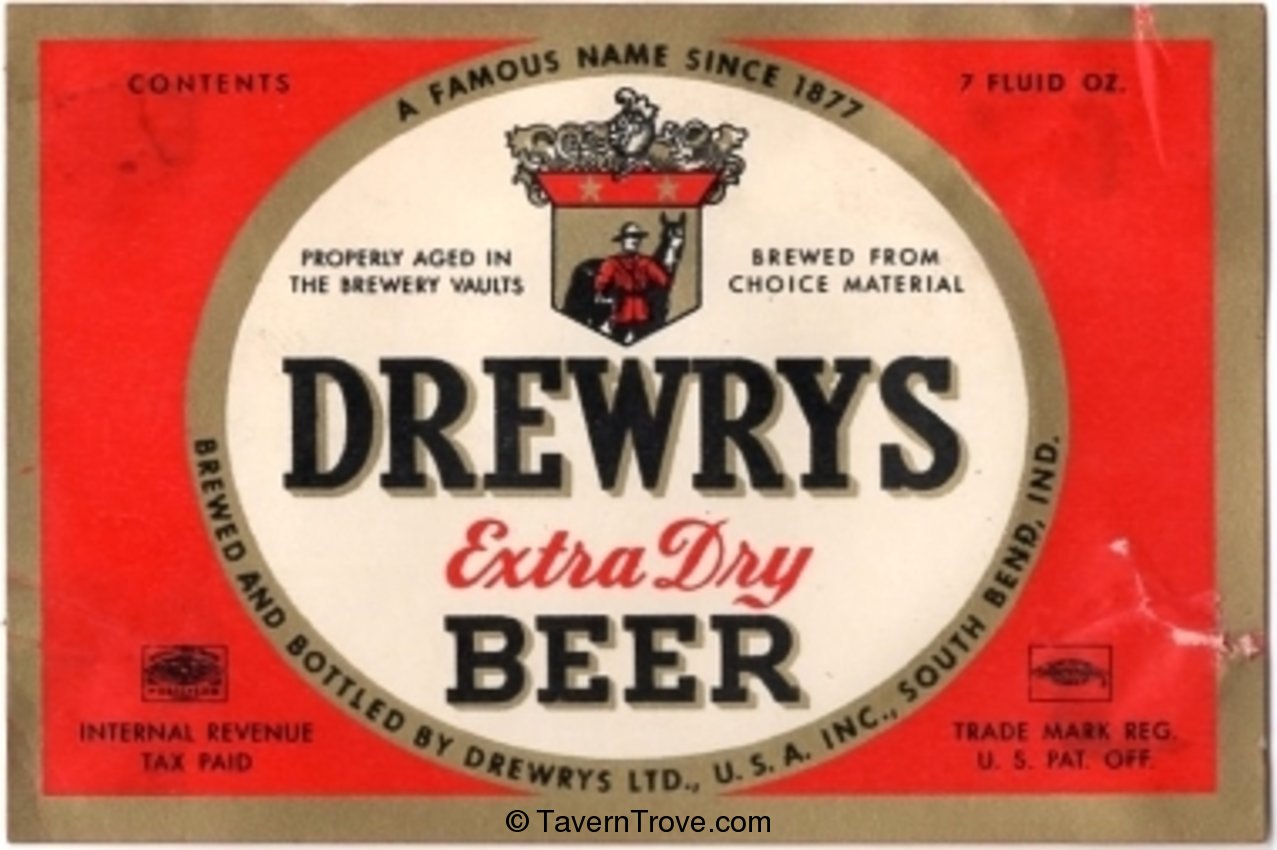 A FAMOUS NAME SINCE 1877
CONTENTS
7 FLUID OZ.
PROPERLY AGED IN
THE BREWERY VAULTS
BREWED FROM
CHOICE MATERIAL
DREWRYS
Extra Dry
BEER
INTERNAL REVENUE
TAX PAID
TRADE MARK REG.
U. S. PAT. OFF.
BREWED AND BOTTLED BY DREWRYS LTD., U. S. A. INC., SOUTH BEND, IND.
© TavernTrove.com